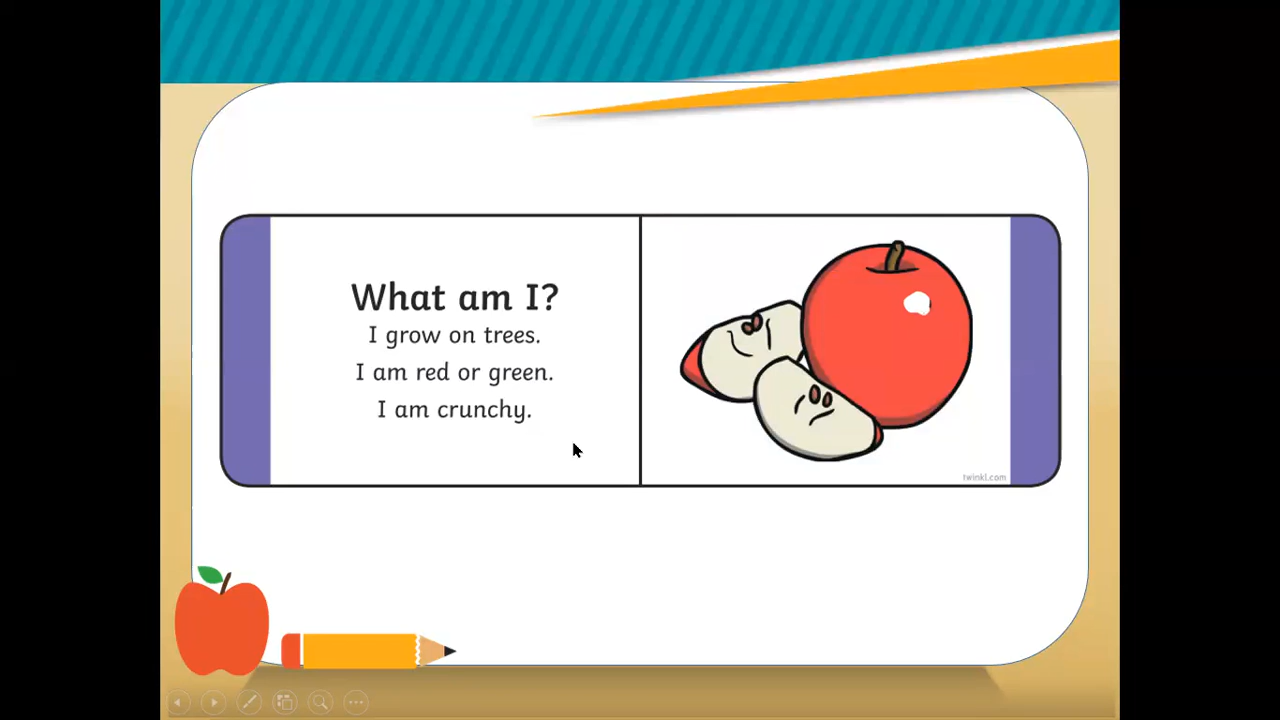 What am I?
I grow on trees.
I am red or green.
I am crunchy.
twinkl.com